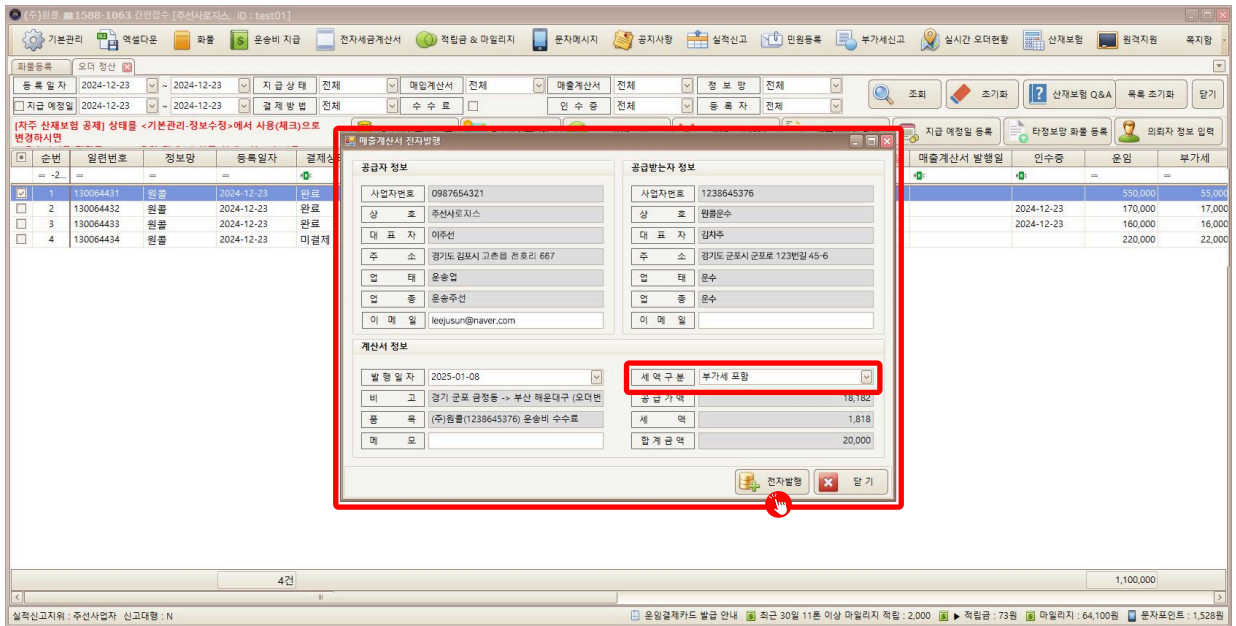 (주)원콜 ☎1588-1063 간편접수 [주선사로지스, ID : test01]
기본관리 엑셀다운 화물 운송비 지급 전자세금계산서 적립금 & 마일리지 문자메시지 공지사항 실적신고 민원등록 부가세신고 실시간 오더현황 산재보험 원격지원 쪽지함
화물등록 오더 정산
등록일자 2024-12-23 ~ 2024-12-23 지급상태 전체 매입계산서 전체 매출계산서 전체 정보망 전체 조회 초기화 산재보험 Q&A 목록 초기화 닫기
지급 예정일 2024-12-23 ~ 2024-12-23 결제방법 전체 수수료 인수증 전체 등록자 전체
[차주 산재보험 공제] 상태를 <기본관리-정보수정>에서 사용(체크)으로
변경하시면
지급 예정일 등록 타정보망 화물 등록 의뢰자 정보 입력
순번 일련번호 정보망 등록일자 결제상 매출계산서 발행일 인수증 운임 부가세
= -2... = = = = =
1 130064431 원콜 2024-12-23 완료 550,000 55,000
2 130064432 원콜 2024-12-23 완료 2024-12-23 170,000 17,000
3 130064433 원콜 2024-12-23 완료 2024-12-23 160,000 16,000
4 130064434 원콜 2024-12-23 미결제 220,000 22,000
매출계산서 전자발행
공급자 정보
사업자번호 0987654321
상호 주선사로지스
대표자 이주선
주소 경기도 김포시 고촌읍 전호리 667
업태 운송업
업종 운송주선
이메일 leejusun@naver.com
공급받는자 정보
사업자번호 1238645376
상호 원콜운수
대표자 김차주
주소 경기도 군포시 군포로 123번길 45-6
업태 운수
업종 운수
이메일
계산서 정보
발행일자 2025-01-08
비고 경기 군포 금정동 -> 부산 해운대구 (오더번
품목 (주)원콜(1238645376) 운송비 수수료
메모
세액구분 부가세 포함
공급가액 18,182
세액 1,818
합계금액 20,000
전자발행 닫기
4건 1,100,000
실적신고지위 : 주선사업자 신고대행 : N 운임결제카드 발급 안내 최근 30일 11톤 이상 마일리지 적립 : 2,000 ▶ 적립금 : 73원 마일리지 : 64,100원 문자포인트 : 1,528원